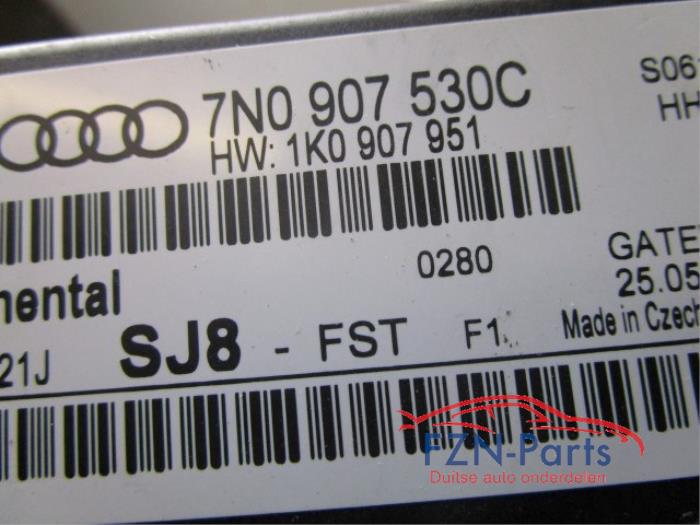 7N0 907 530C
HW: 1K0 907 951
S061
HH
0280
GATE
25.05
nental
21J SJ8 - FST F1
Made in Czech
FZN-Parts
Duitse auto onderdelen